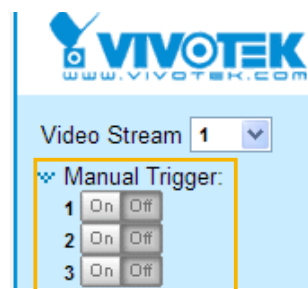 VIVOTEK
www.vivotek.com
Video Stream 1
Manual Trigger:
1 On Off
2 On Off
3 On Off